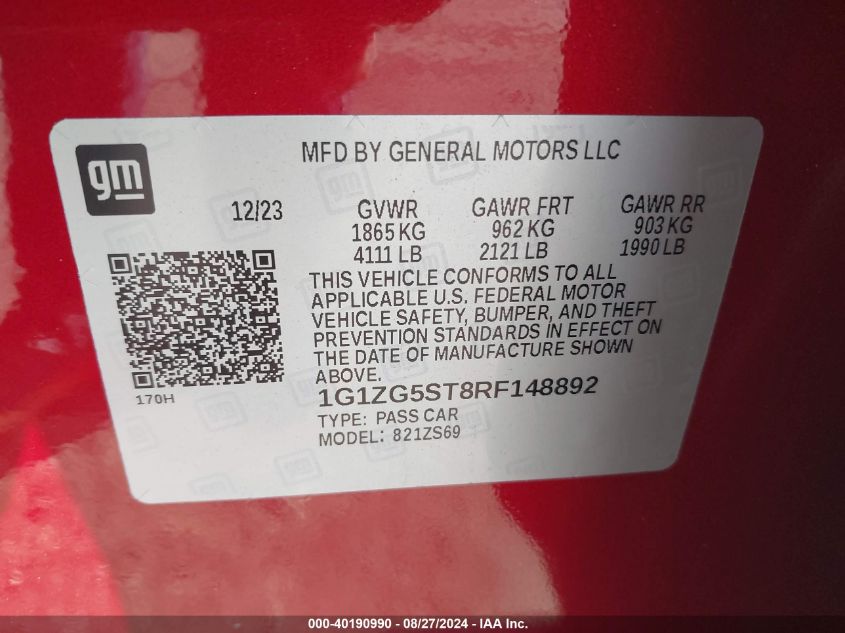 gm
MFD BY GENERAL MOTORS LLC
12/23 GVWR GAWR FRT GAWR RR
1865 KG 962 KG 903 KG
4111 LB 2121 LB 1990 LB
THIS VEHICLE CONFORMS TO ALL
APPLICABLE U.S. FEDERAL MOTOR
VEHICLE SAFETY, BUMPER, AND THEFT
PREVENTION STANDARDS IN EFFECT ON
THE DATE OF MANUFACTURE SHOWN
ABOVE.
170H
1G1ZG5ST8RF148892
TYPE: PASS CAR
MODEL: 821ZS69
000-40190990 - 08/27/2024 - IAA Inc.